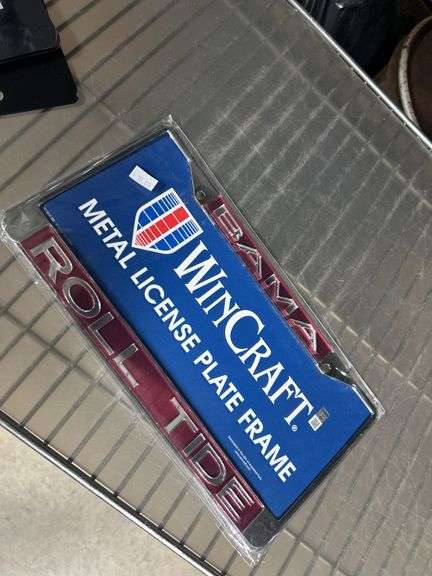 BAMA
WINCRAFT®
METAL LICENSE PLATE FRAME
ROLL TIDE